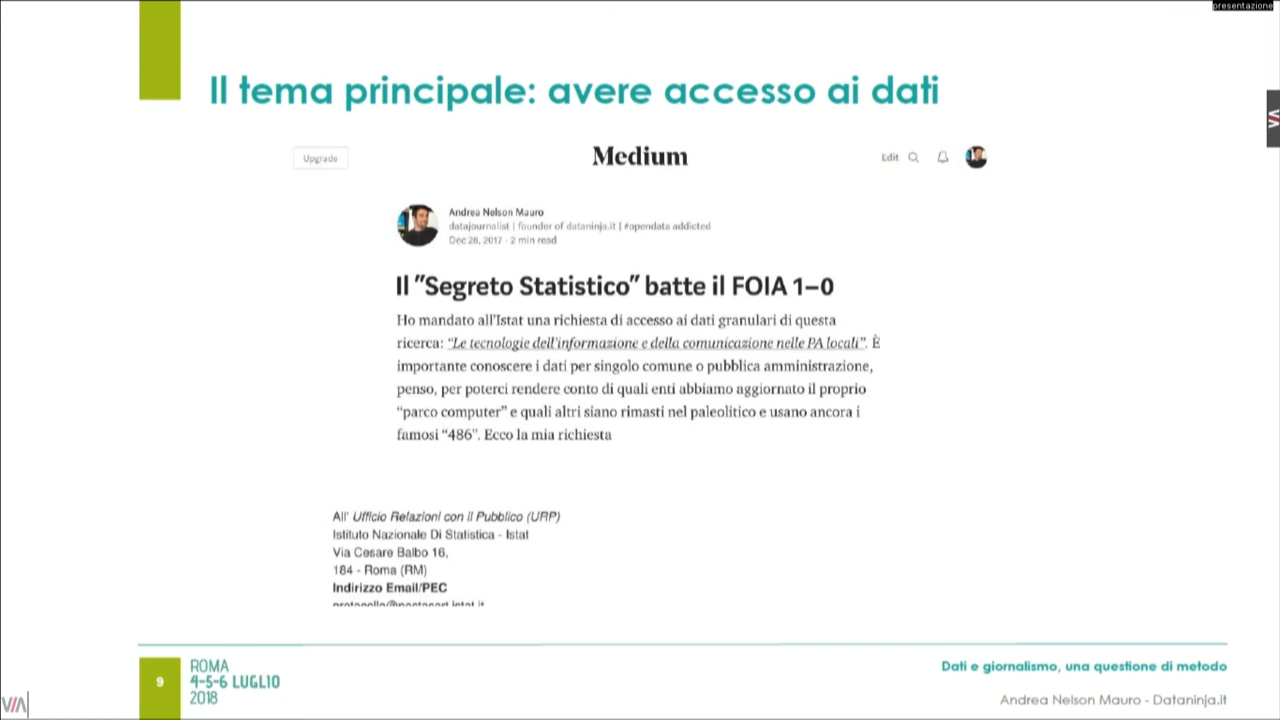 presentazione
Il tema principale: avere accesso ai dati
Upgrade
Medium
Edit
Andrea Nelson Mauro
datajournalist | founder of dataninja.it | #opendata addicted
Dec 28, 2017 · 2 min read
Il "Segreto Statistico" batte il FOIA 1–0
Ho mandato all'Istat una richiesta di accesso ai dati granulari di questa
ricerca: "Le tecnologie dell'informazione e della comunicazione nelle PA locali". È
importante conoscere i dati per singolo comune o pubblica amministrazione,
penso, per poterci rendere conto di quali enti abbiamo aggiornato il proprio
"parco computer" e quali altri siano rimasti nel paleolitico e usano ancora i
famosi "486". Ecco la mia richiesta
All' Ufficio Relazioni con il Pubblico (URP)
Istituto Nazionale Di Statistica - Istat
Via Cesare Balbo 16,
184 - Roma (RM)
Indirizzo Email/PEC
9
ROMA
4-5-6 LUGLIO
2018
Dati e giornalismo, una questione di metodo
Andrea Nelson Mauro - Dataninja.it
VIA